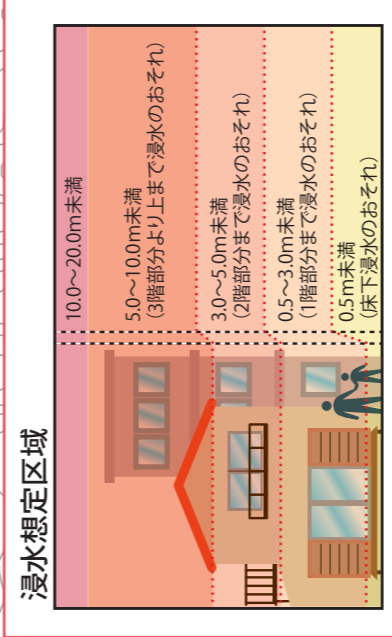 浸水想定区域
10.0～20.0m未満
5.0～10.0m未満
(3階部分より上まで浸水のおそれ)
3.0～5.0m未満
(2階部分まで浸水のおそれ)
0.5～3.0m未満
(1階部分まで浸水のおそれ)
0.5m未満
(床下浸水のおそれ)